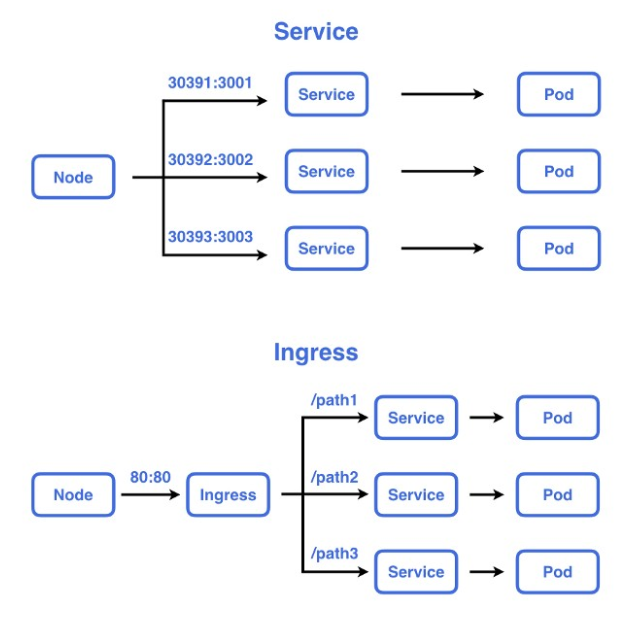 Service
30391:3001
Service
Pod
Node
30392:3002
Service
Pod
30393:3003
Service
Pod
Ingress
/path1
Service
Pod
Node
80:80
Ingress
/path2
Service
Pod
/path3
Service
Pod